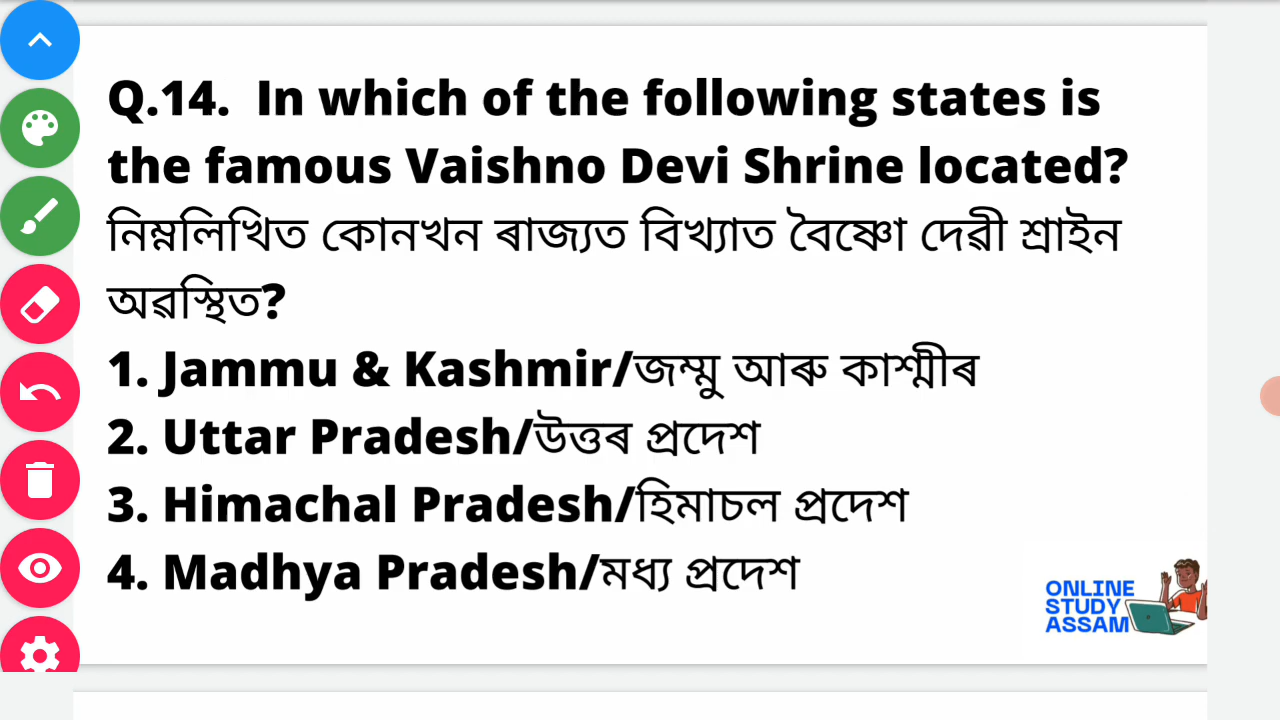 Q.14. In which of the following states is
the famous Vaishno Devi Shrine located?
নিম্নলিখিত কোনখন ৰাজ্যত বিখ্যাত বৈষ্ণো দেৱী শ্ৰাইন
অৱস্থিত?
1. Jammu & Kashmir/জম্মু আৰু কাশ্মীৰ
2. Uttar Pradesh/উত্তৰ প্ৰদেশ
3. Himachal Pradesh/হিমাচল প্ৰদেশ
4. Madhya Pradesh/মধ্য প্ৰদেশ
ONLINE
STUDY
ASSAM